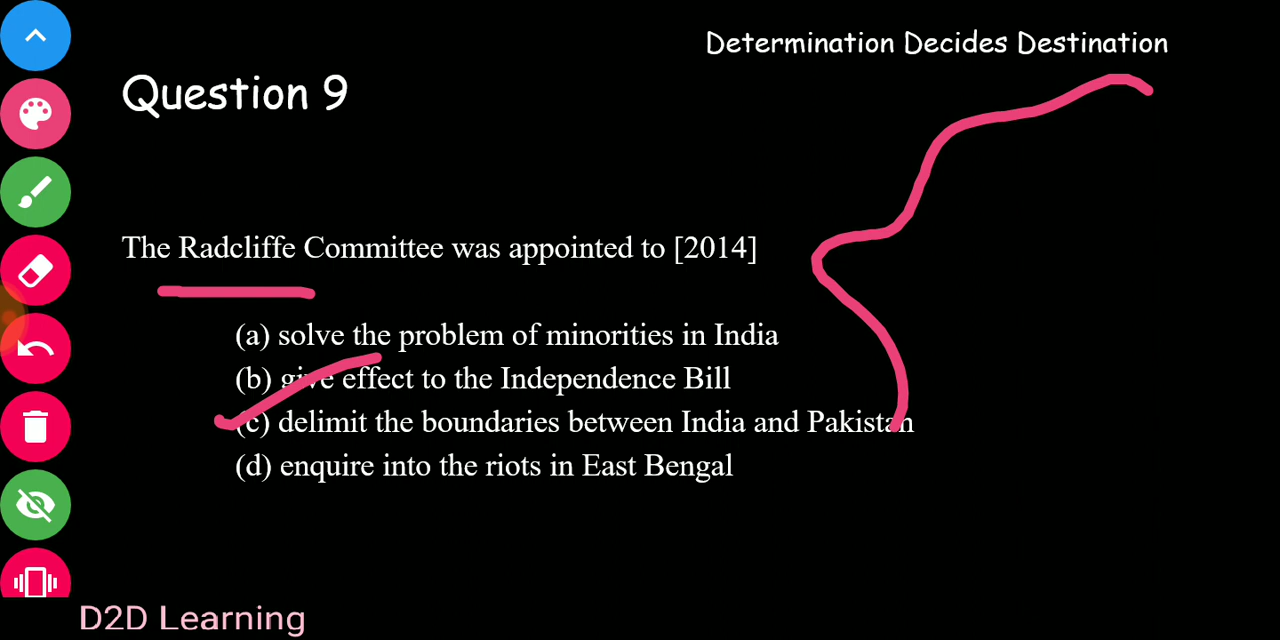 Determination Decides Destination
Question 9
The Radcliffe Committee was appointed to [2014]
(a) solve the problem of minorities in India
(b) give effect to the Independence Bill
(c) delimit the boundaries between India and Pakistan
(d) enquire into the riots in East Bengal
D2D Learning